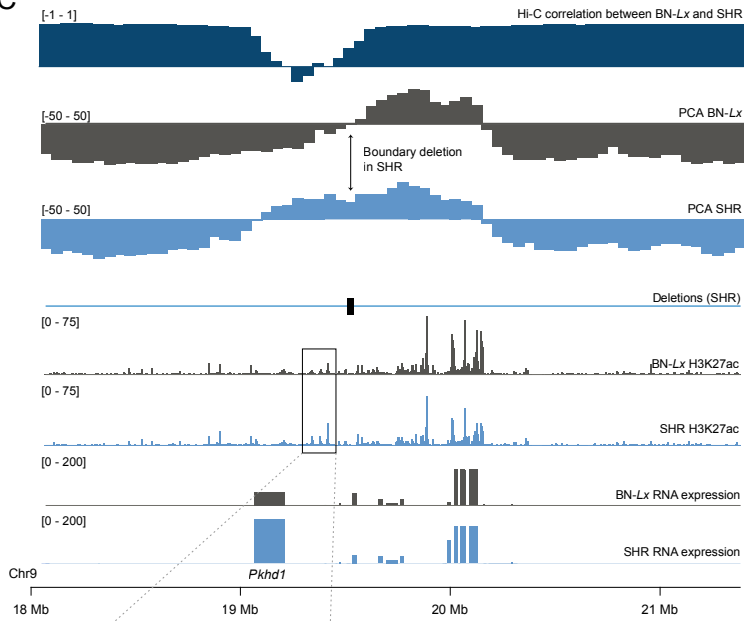 C
[-1 - 1]
Hi-C correlation between BN-Lx and SHR
[-50 - 50]
PCA BN-Lx
Boundary deletion
in SHR
[-50 - 50]
PCA SHR
Deletions (SHR)
[0 - 75]
BN-Lx H3K27ac
[0 - 75]
SHR H3K27ac
[0 - 200]
BN-Lx RNA expression
[0 - 200]
SHR RNA expression
Chr9
Pkhd1
18 Mb
19 Mb
20 Mb
21 Mb